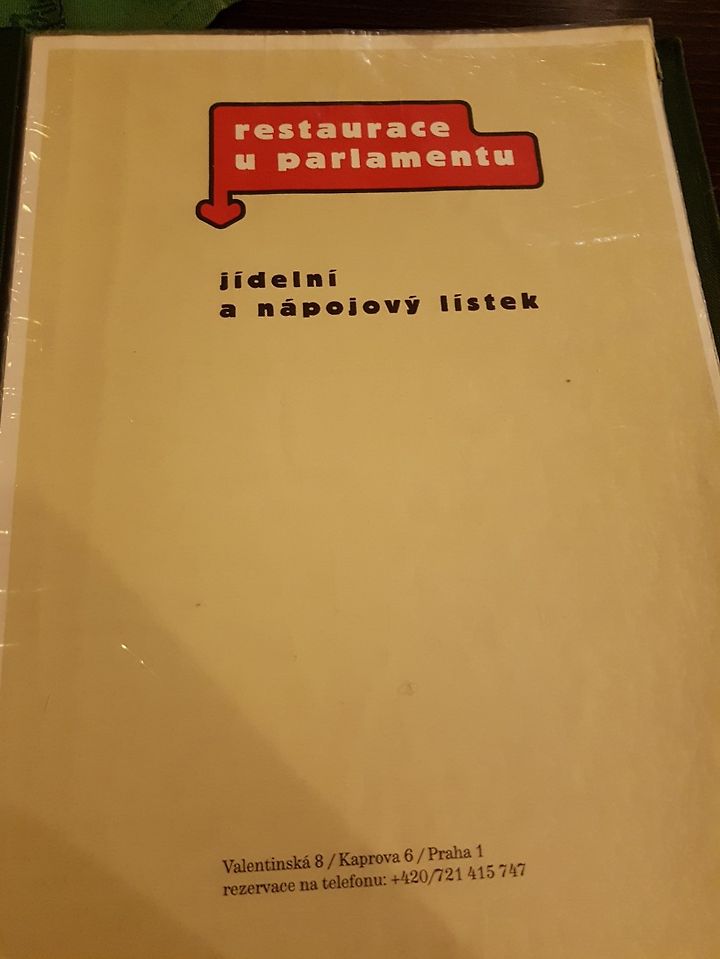 restaurace
u parlamentu
jídelní
a nápojový lístek
Valentinská 8 / Kaprova 6 / Praha 1
rezervace na telefonu: +420/721 415 747